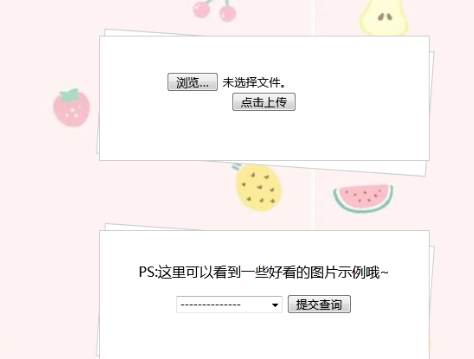 浏览... 未选择文件。
点击上传
PS:这里可以看到一些好看的图片示例哦~
-------------- 提交查询